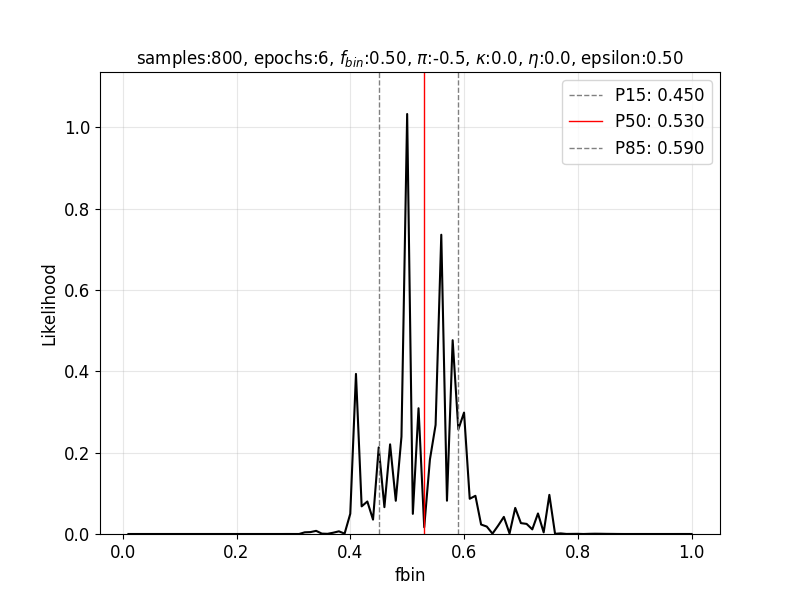 samples:800, epochs:6, f_bin:0.50, π:-0.5, κ:0.0, η:0.0, epsilon:0.50
P15: 0.450
P50: 0.530
P85: 0.590
1.0
0.8
0.6
0.4
0.2
0.0
Likelihood
0.0 0.2 0.4 0.6 0.8 1.0
fbin